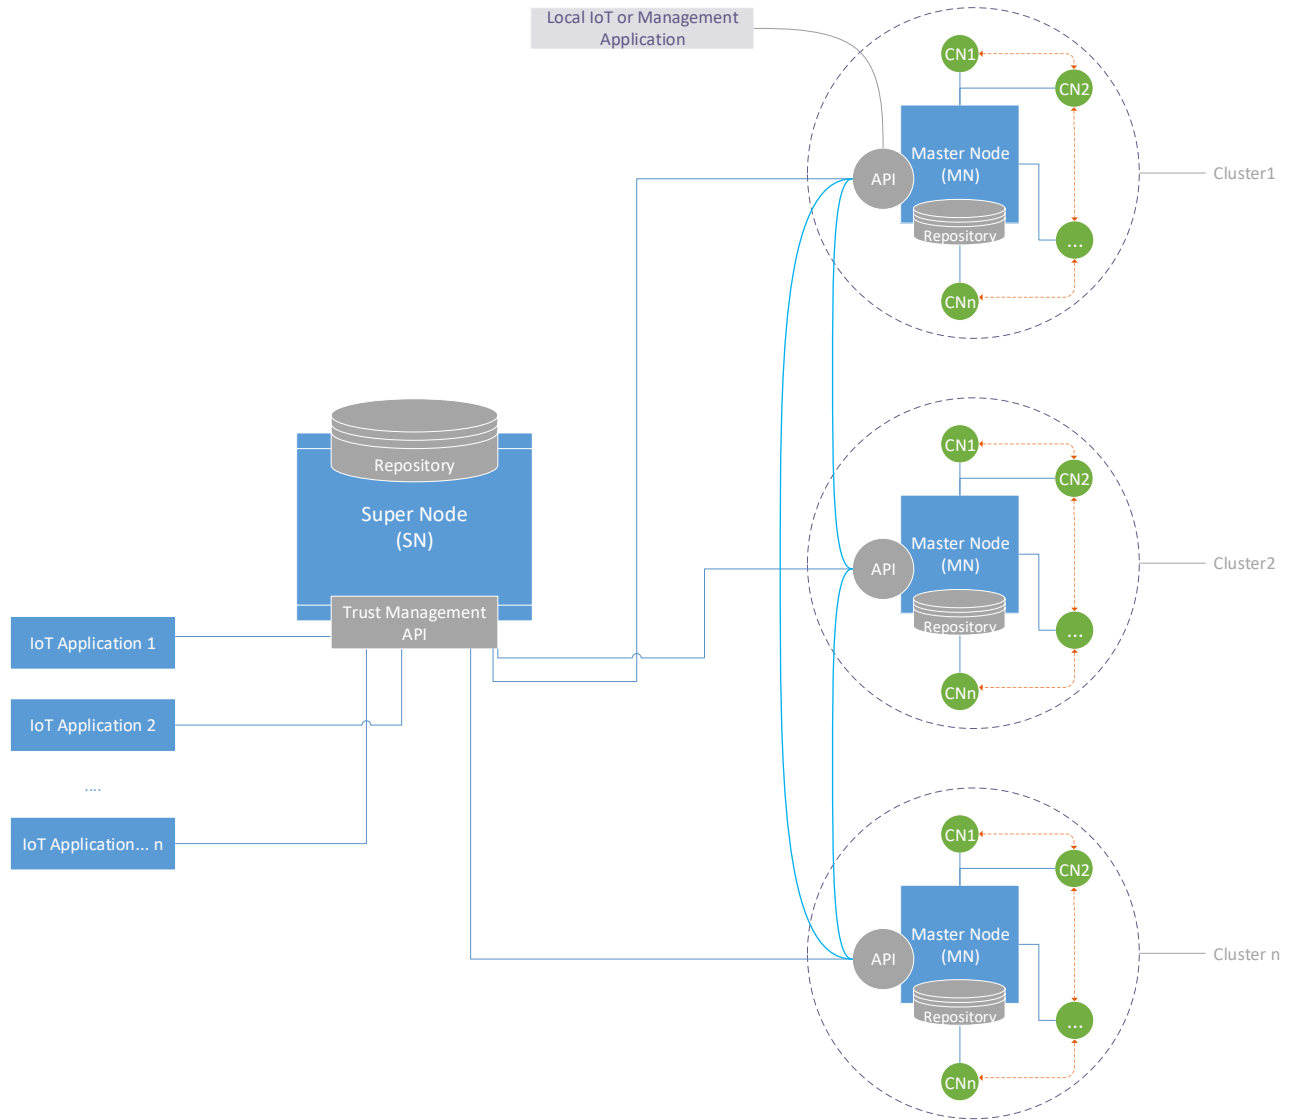 Local IoT or Management
Application
CN1
CN2
Master Node
(MN)
API
Repository
...
CNn
Cluster1
Repository
Super Node
(SN)
Trust Management
API
IoT Application 1
IoT Application 2
....
IoT Application... n
CN1
CN2
Master Node
(MN)
API
Repository
...
CNn
Cluster2
CN1
CN2
Master Node
(MN)
API
Repository
...
CNn
Cluster n